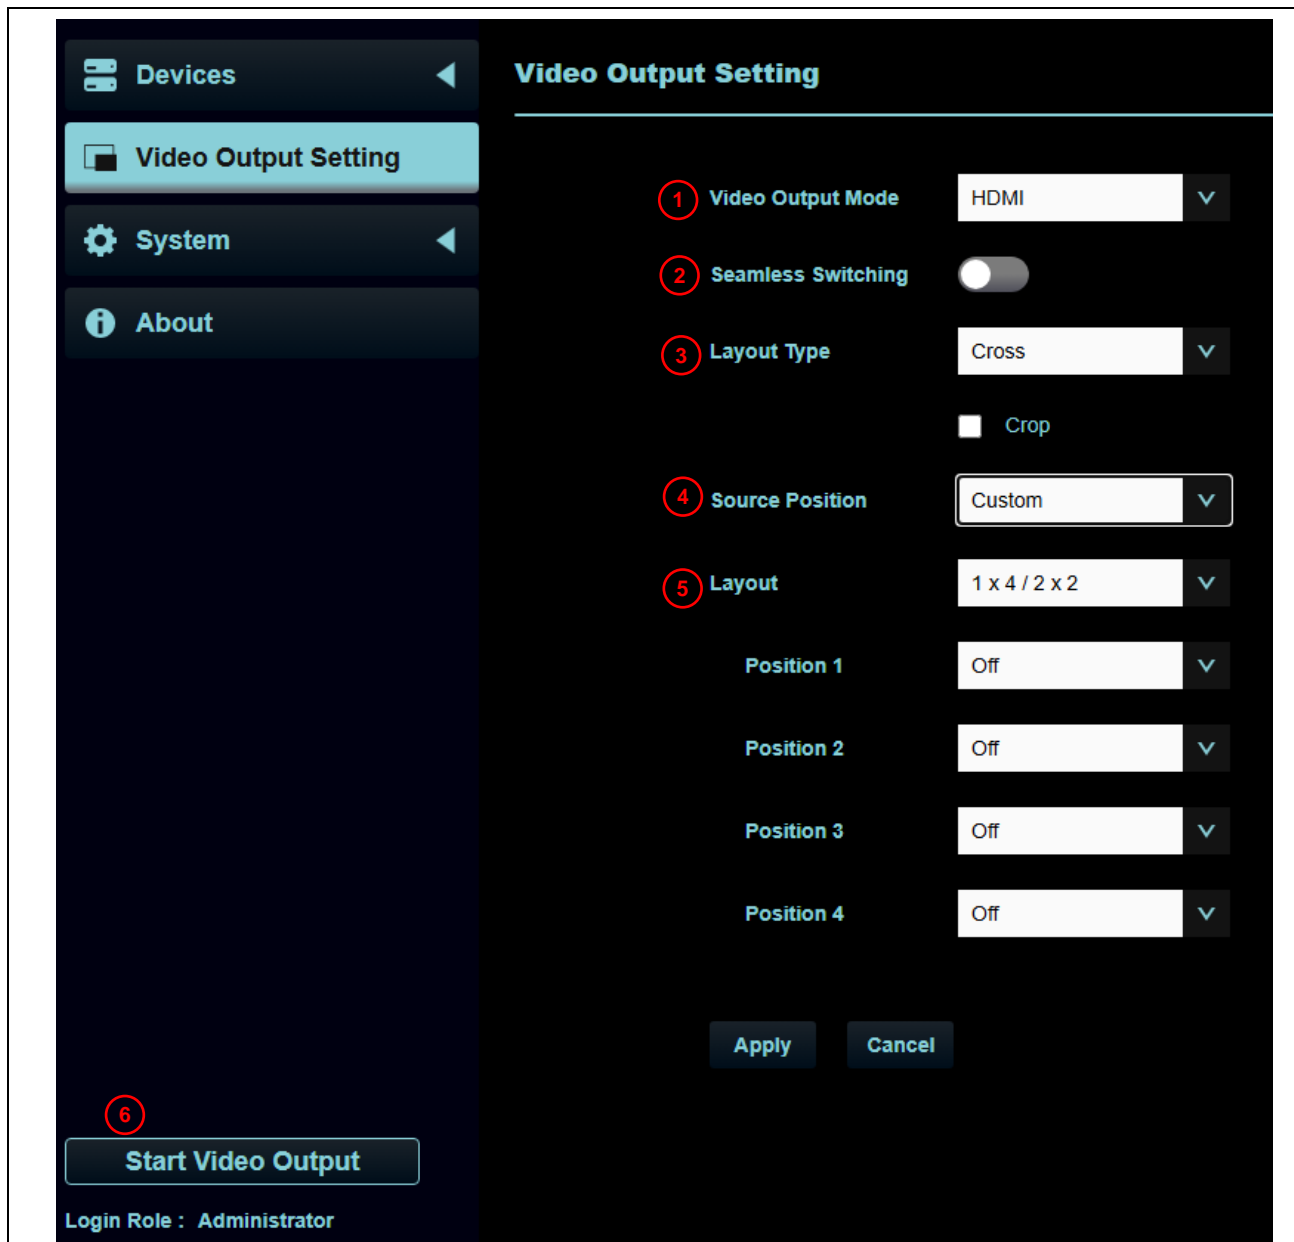 Devices
Video Output Setting
System
About
6
Start Video Output
Login Role : Administrator
Video Output Setting
1 Video Output Mode HDMI
2 Seamless Switching
3 Layout Type Cross
Crop
4 Source Position Custom
5 Layout 1 x 4 / 2 x 2
Position 1 Off
Position 2 Off
Position 3 Off
Position 4 Off
Apply Cancel